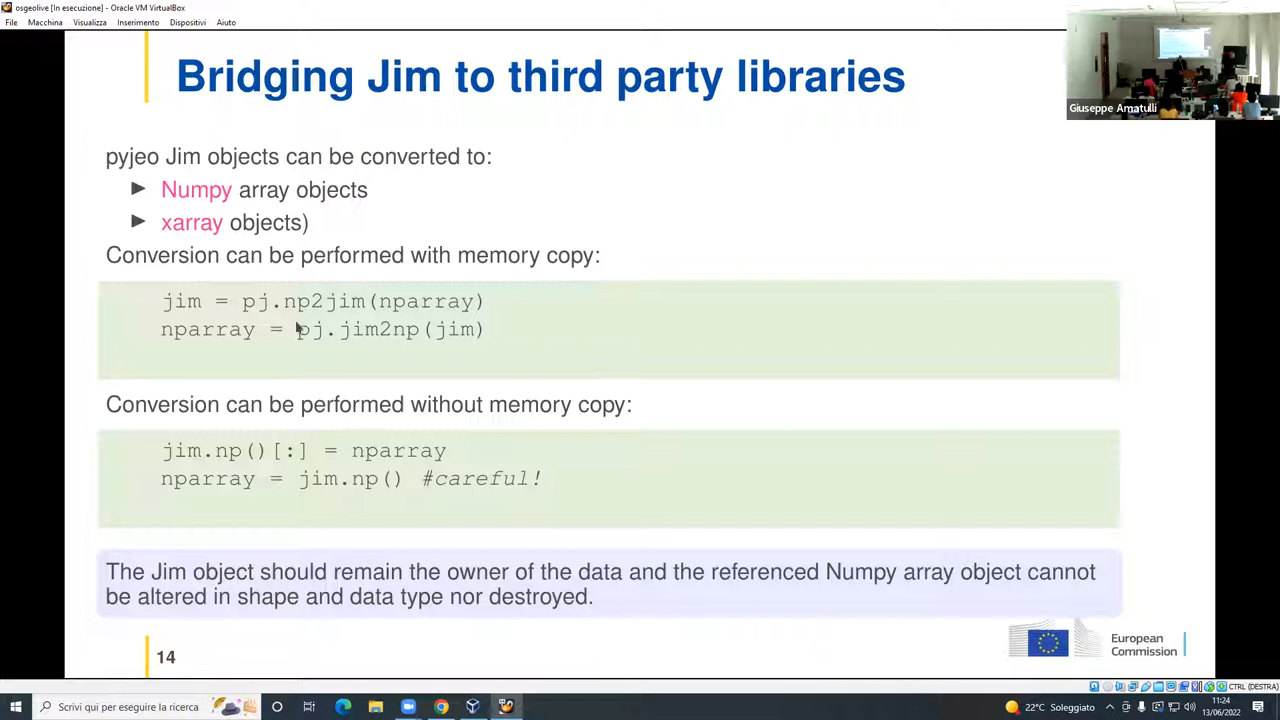 osgeolive [In esecuzione] - Oracle VM VirtualBox
File Macchina Visualizza Inserimento Dispositivi Aiuto
Giuseppe Amatulli
Bridging Jim to third party libraries
pyjeo Jim objects can be converted to:
Numpy array objects
xarray objects)
Conversion can be performed with memory copy:
jim = pj.np2jim(nparray)
nparray = pj.jim2np(jim)
Conversion can be performed without memory copy:
jim.np()[:] = nparray
nparray = jim.np() #careful!
The Jim object should remain the owner of the data and the referenced Numpy array object cannot
be altered in shape and data type nor destroyed.
14
European
Commission
CTRL (DESTRA)
Scrivi qui per eseguire la ricerca
22°C Soleggiato
11:24
13/06/2022